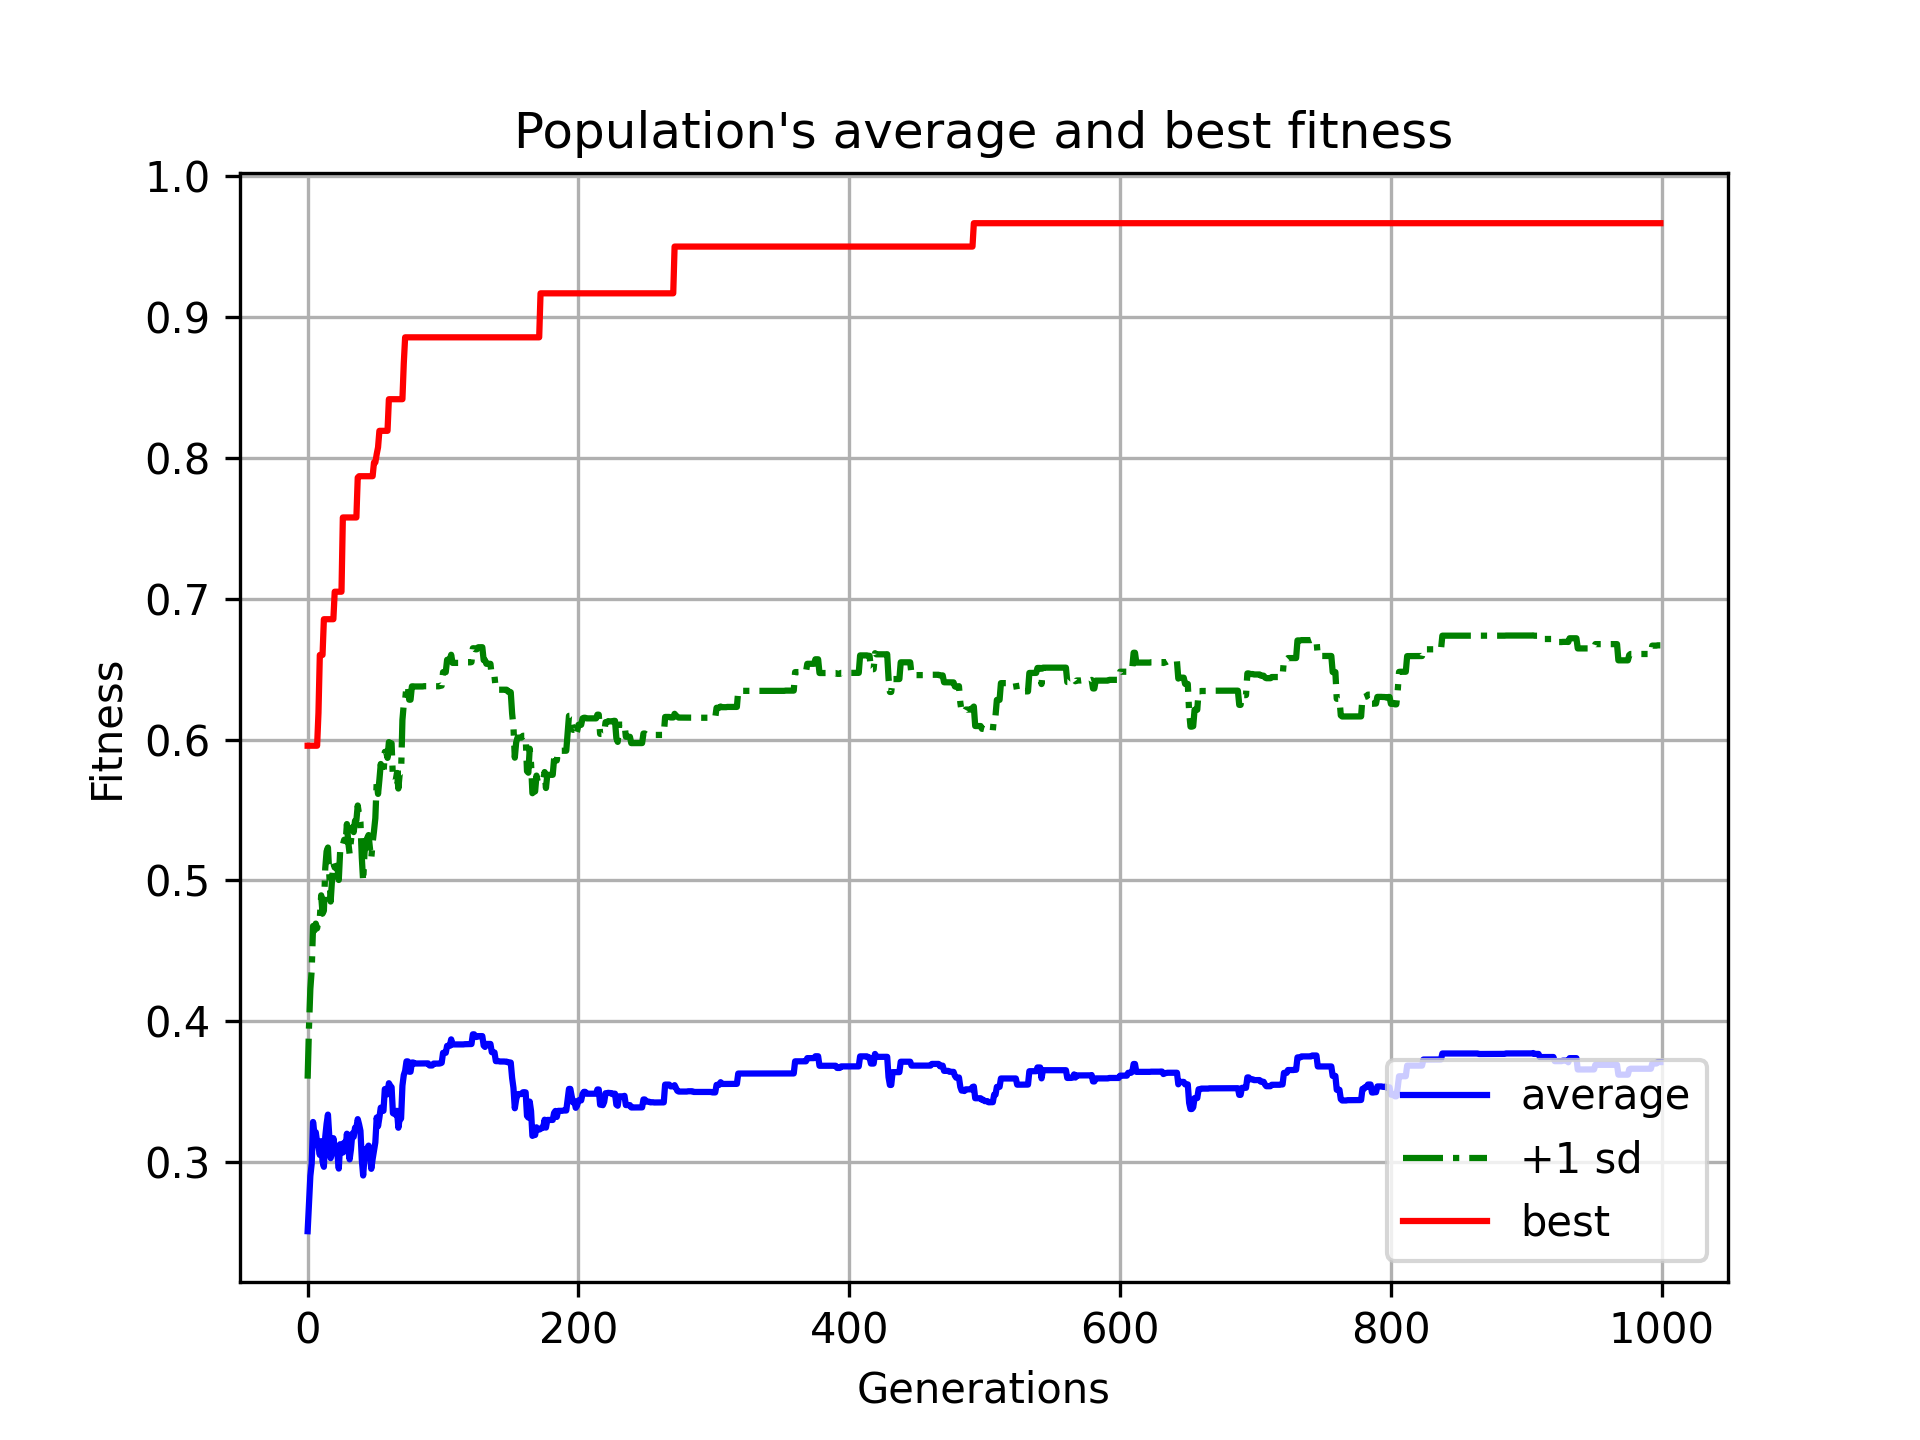 Population's average and best fitness
1.0
0.9
0.8
0.7
0.6
0.5
0.4
0.3
Fitness
average
+1 sd
best
0 200 400 600 800 1000
Generations